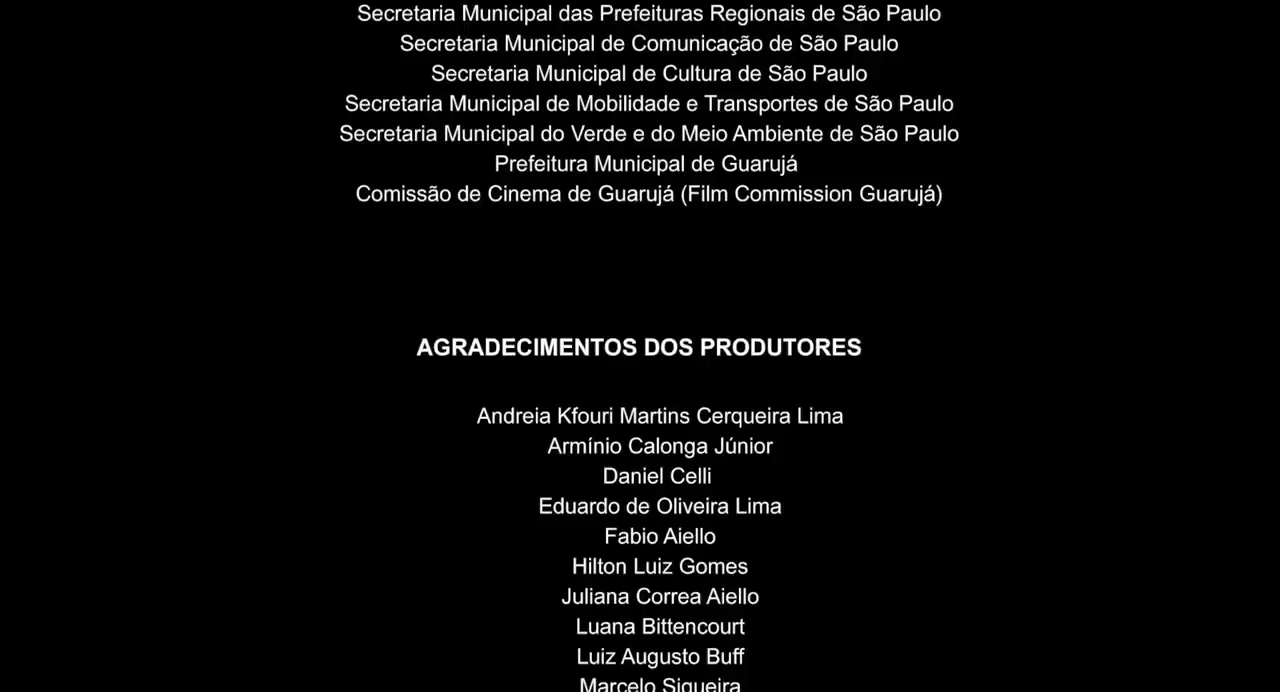 Secretaria Municipal das Prefeituras Regionais de São Paulo
Secretaria Municipal de Comunicação de São Paulo
Secretaria Municipal de Cultura de São Paulo
Secretaria Municipal de Mobilidade e Transportes de São Paulo
Secretaria Municipal do Verde e do Meio Ambiente de São Paulo
Prefeitura Municipal de Guarujá
Comissão de Cinema de Guarujá (Film Commission Guarujá)
AGRADECIMENTOS DOS PRODUTORES
Andreia Kfouri Martins Cerqueira Lima
Armínio Calonga Júnior
Daniel Celli
Eduardo de Oliveira Lima
Fabio Aiello
Hilton Luiz Gomes
Juliana Correa Aiello
Luana Bittencourt
Luiz Augusto Buff
Marcelo Siqueira